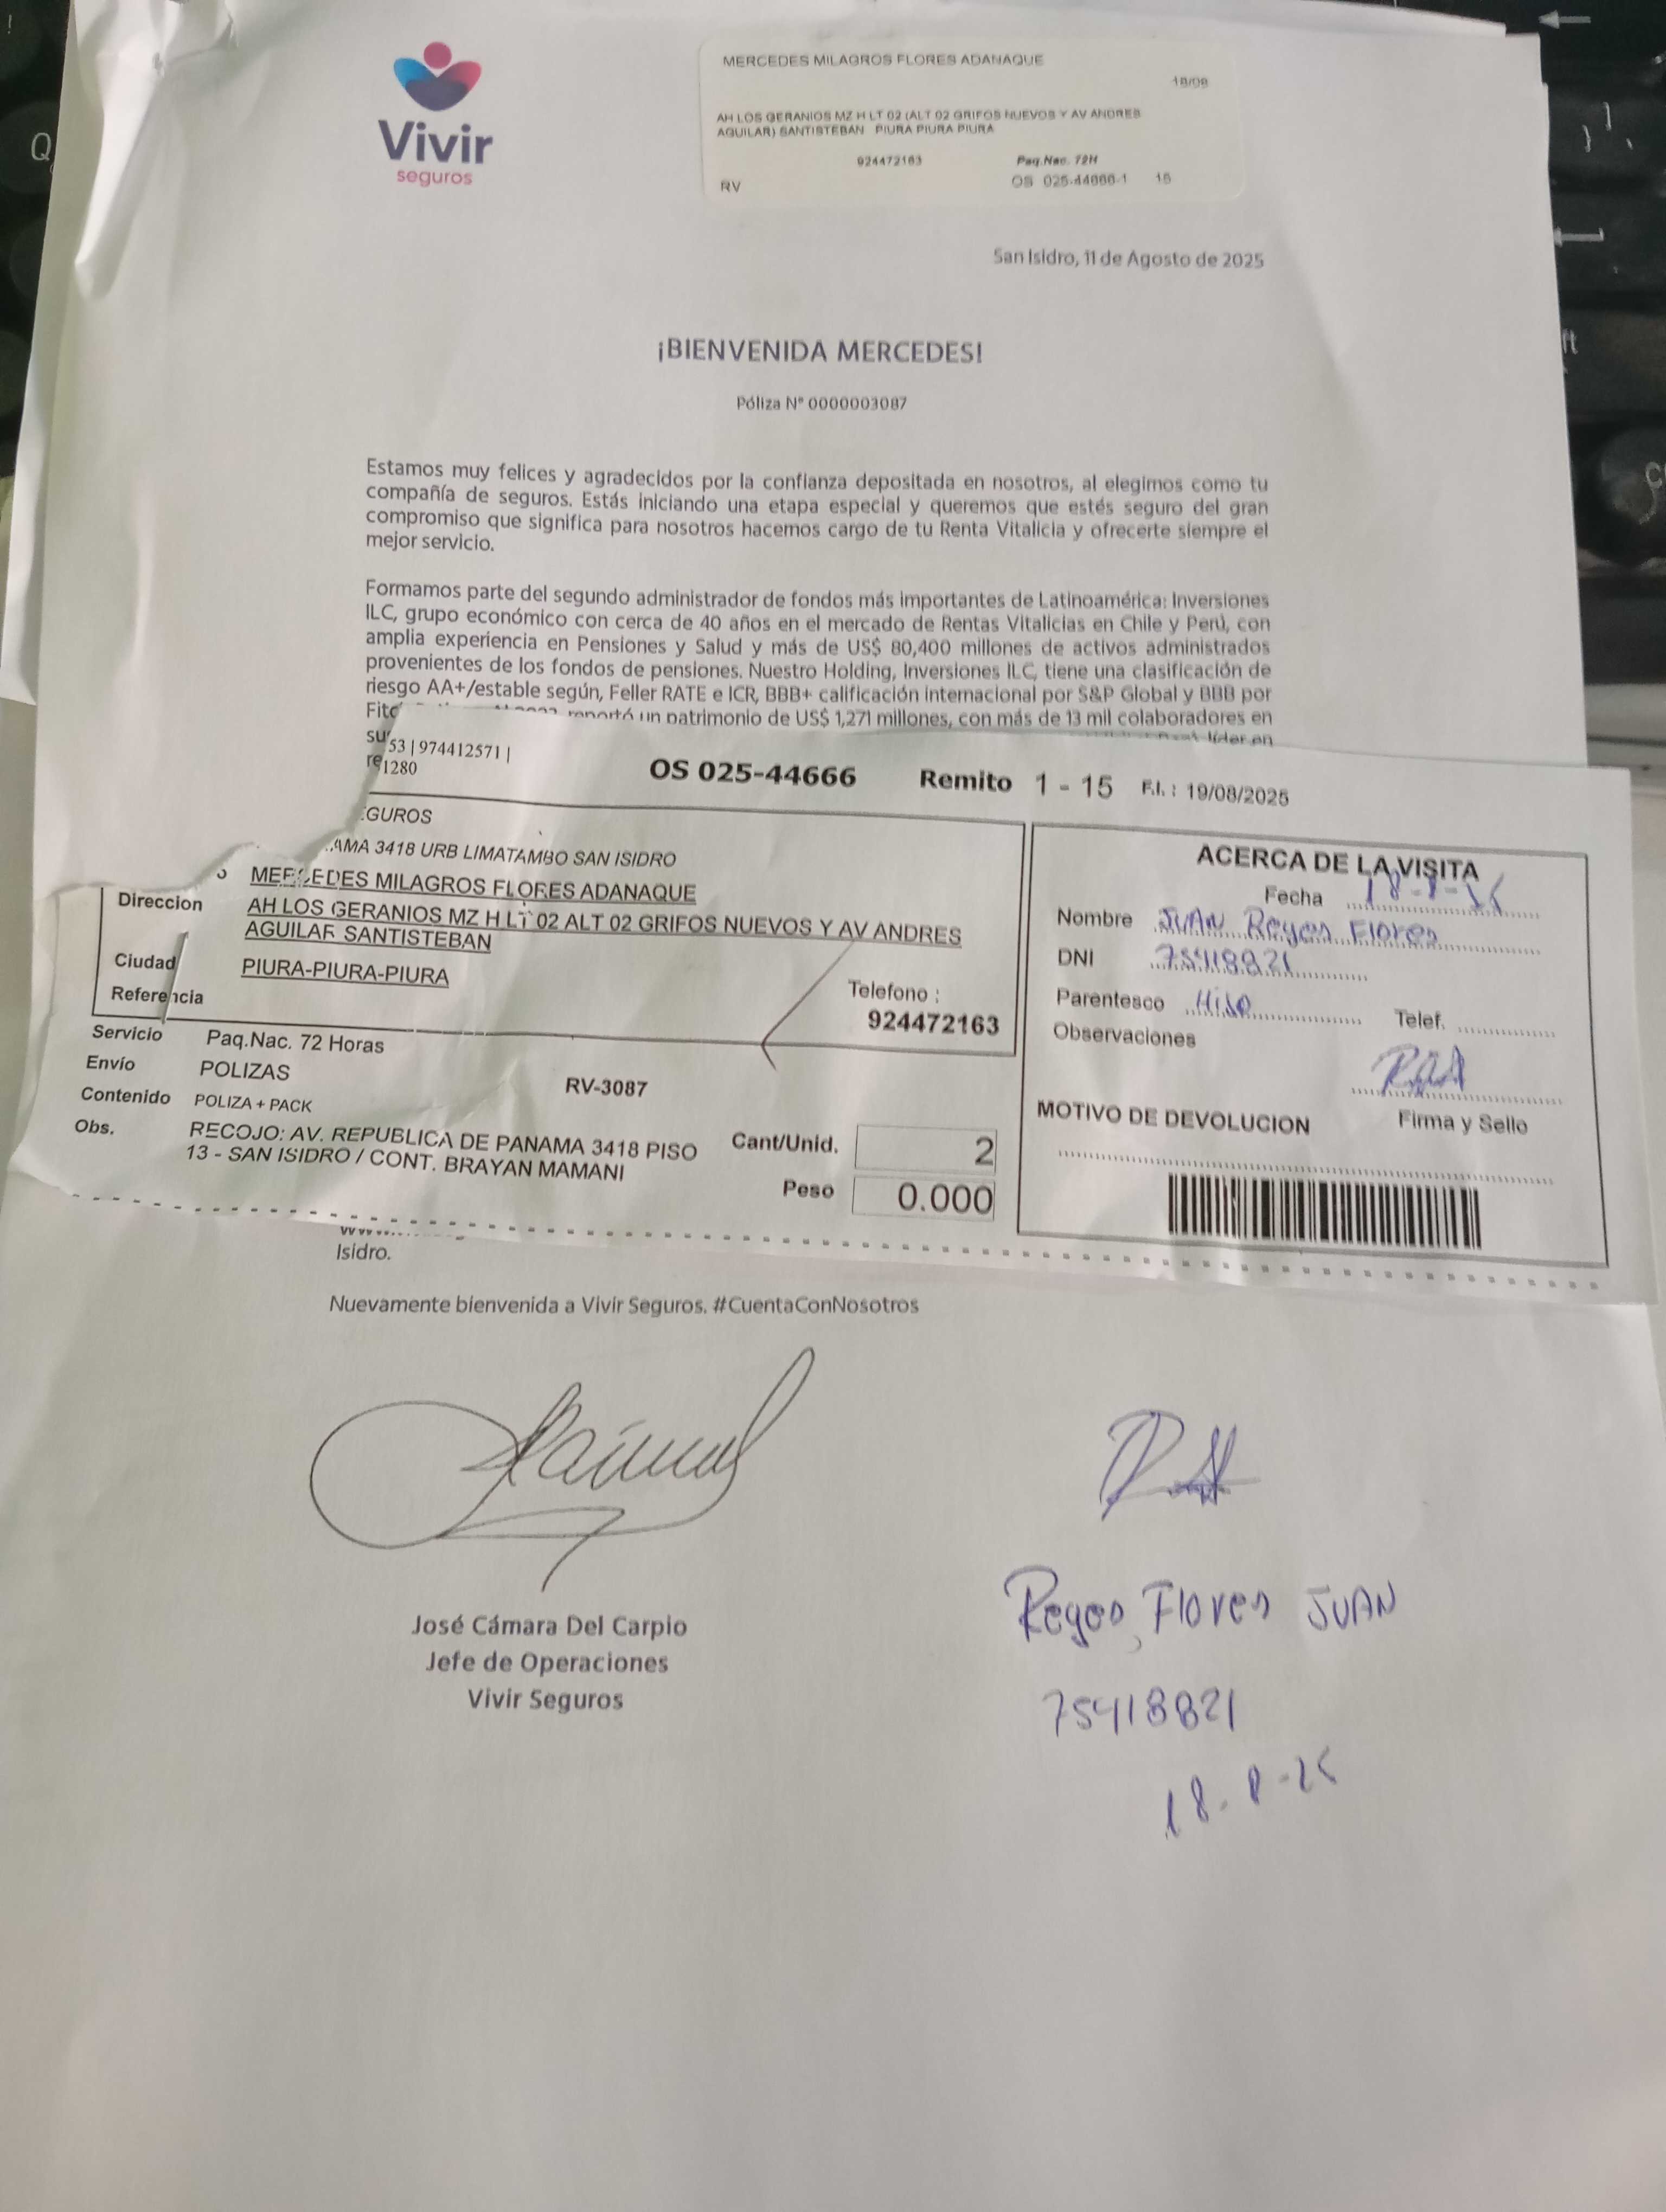 Vivir
seguros
MERCEDES MILAGROS FLORES ADANAQUE
18/08
AH LOS GERANIOS MZ H LT 02 (ALT 02 GRIFOS NUEVOS Y AV ANDRES
AGUILAR) SANTISTEBAN PIURA PIURA PIURA
924472163 Paq.Nac. 72H
RV OS 025-44666-1 15
San Isidro, 11 de Agosto de 2025
¡BIENVENIDA MERCEDES!
Póliza N° 0000003087
Estamos muy felices y agradecidos por la confianza depositada en nosotros, al elegirnos como tu
compañía de seguros. Estás iniciando una etapa especial y queremos que estés seguro del gran
compromiso que significa para nosotros hacernos cargo de tu Renta Vitalicia y ofrecerte siempre el
mejor servicio.
Formamos parte del segundo administrador de fondos más importantes de Latinoamérica: Inversiones
ILC, grupo económico con cerca de 40 años en el mercado de Rentas Vitalicias en Chile y Perú, con
amplia experiencia en Pensiones y Salud y más de US$ 80,400 millones de activos administrados
provenientes de los fondos de pensiones. Nuestro Holding, Inversiones ILC, tiene una clasificación de
riesgo AA+/estable según, Feller RATE e ICR, BBB+ calificación internacional por S&P Global y BBB por
Fitc reportó un patrimonio de US$ 1,271 millones, con más de 13 mil colaboradores en
su líder en
re
53 | 974412571 |
1280
OS 025-44666 Remito 1 - 15 F.I. : 19/08/2025
EGUROS
AMA 3418 URB LIMATAMBO SAN ISIDRO
o MERCEDES MILAGROS FLORES ADANAQUE
Direccion AH LOS GERANIOS MZ H LT 02 ALT 02 GRIFOS NUEVOS Y AV ANDRES
AGUILAR SANTISTEBAN
Ciudad PIURA-PIURA-PIURA
Referencia
Telefono :
924472163
Servicio Paq.Nac. 72 Horas
Envío POLIZAS
RV-3087
Contenido POLIZA + PACK
Obs. RECOJO: AV. REPUBLICA DE PANAMA 3418 PISO
13 - SAN ISIDRO / CONT. BRAYAN MAMANI
Cant/Unid. 2
Peso 0.000
ACERCA DE LA VISITA
Fecha 18-8-25
Nombre JUAN Reyes Flores
DNI 75418821
Parentesco HiJo Telef.
Observaciones
Firma y Sello
MOTIVO DE DEVOLUCION
Isidro.
Nuevamente bienvenida a Vivir Seguros. #CuentaConNosotros
José Cámara Del Carpio
Jefe de Operaciones
Vivir Seguros
Reyes Flores JUAN
75418821
18-8-25